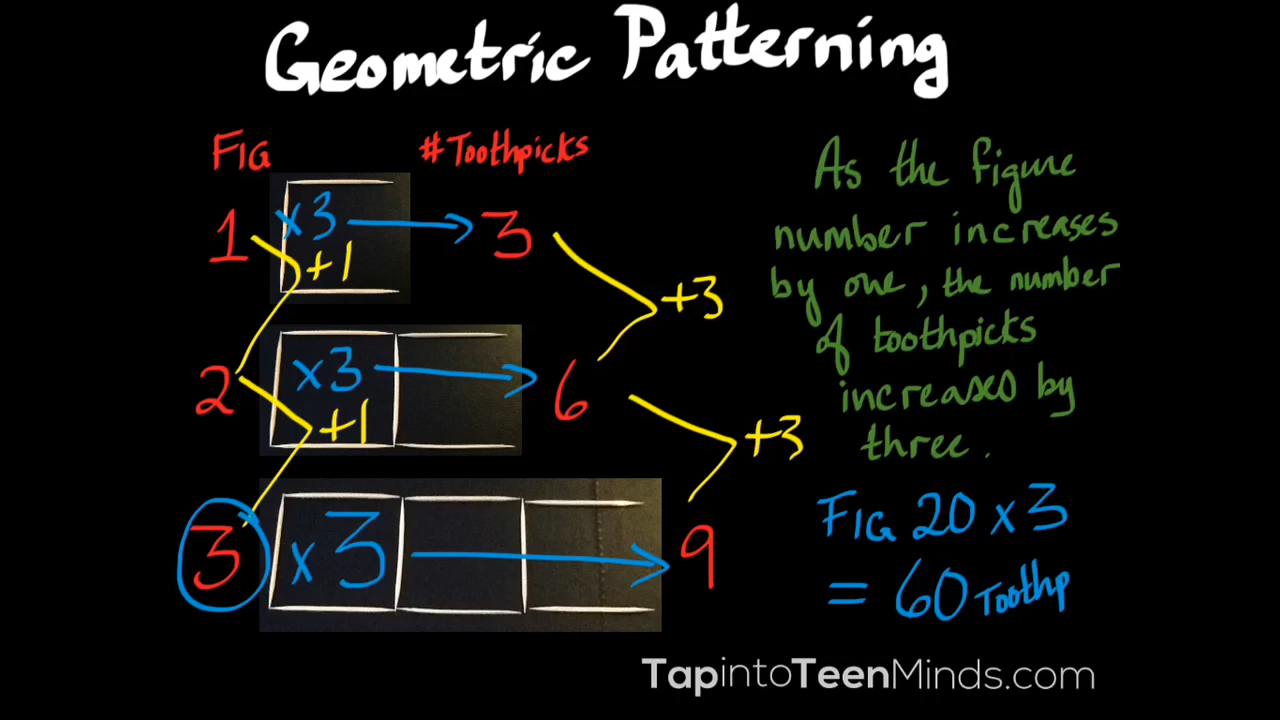 Geometric Patterning
FIG #Toothpicks
1 x3 3
+1
+3
2 x3 6
+1
+3
3 x3 9
As the figure
number increases
by one, the number
of toothpicks
increased by
three.
FIG 20 x 3
= 60 Toothp
TapintoTeenMinds.com